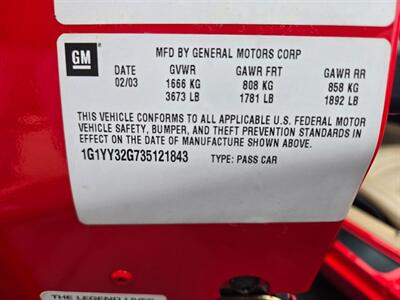 GM
MFD BY GENERAL MOTORS CORP
DATE GVWR GAWR FRT GAWR RR
02/03 1666 KG 808 KG 858 KG
3673 LB 1781 LB 1892 LB
THIS VEHICLE CONFORMS TO ALL APPLICABLE U.S. FEDERAL MOTOR
VEHICLE SAFETY, BUMPER, AND THEFT PREVENTION STANDARDS IN
EFFECT ON THE DATE OF MANUFACTURE SHOWN ABOVE.
1G1YY32G735121843 TYPE: PASS CAR
THE LEGEND LIVES